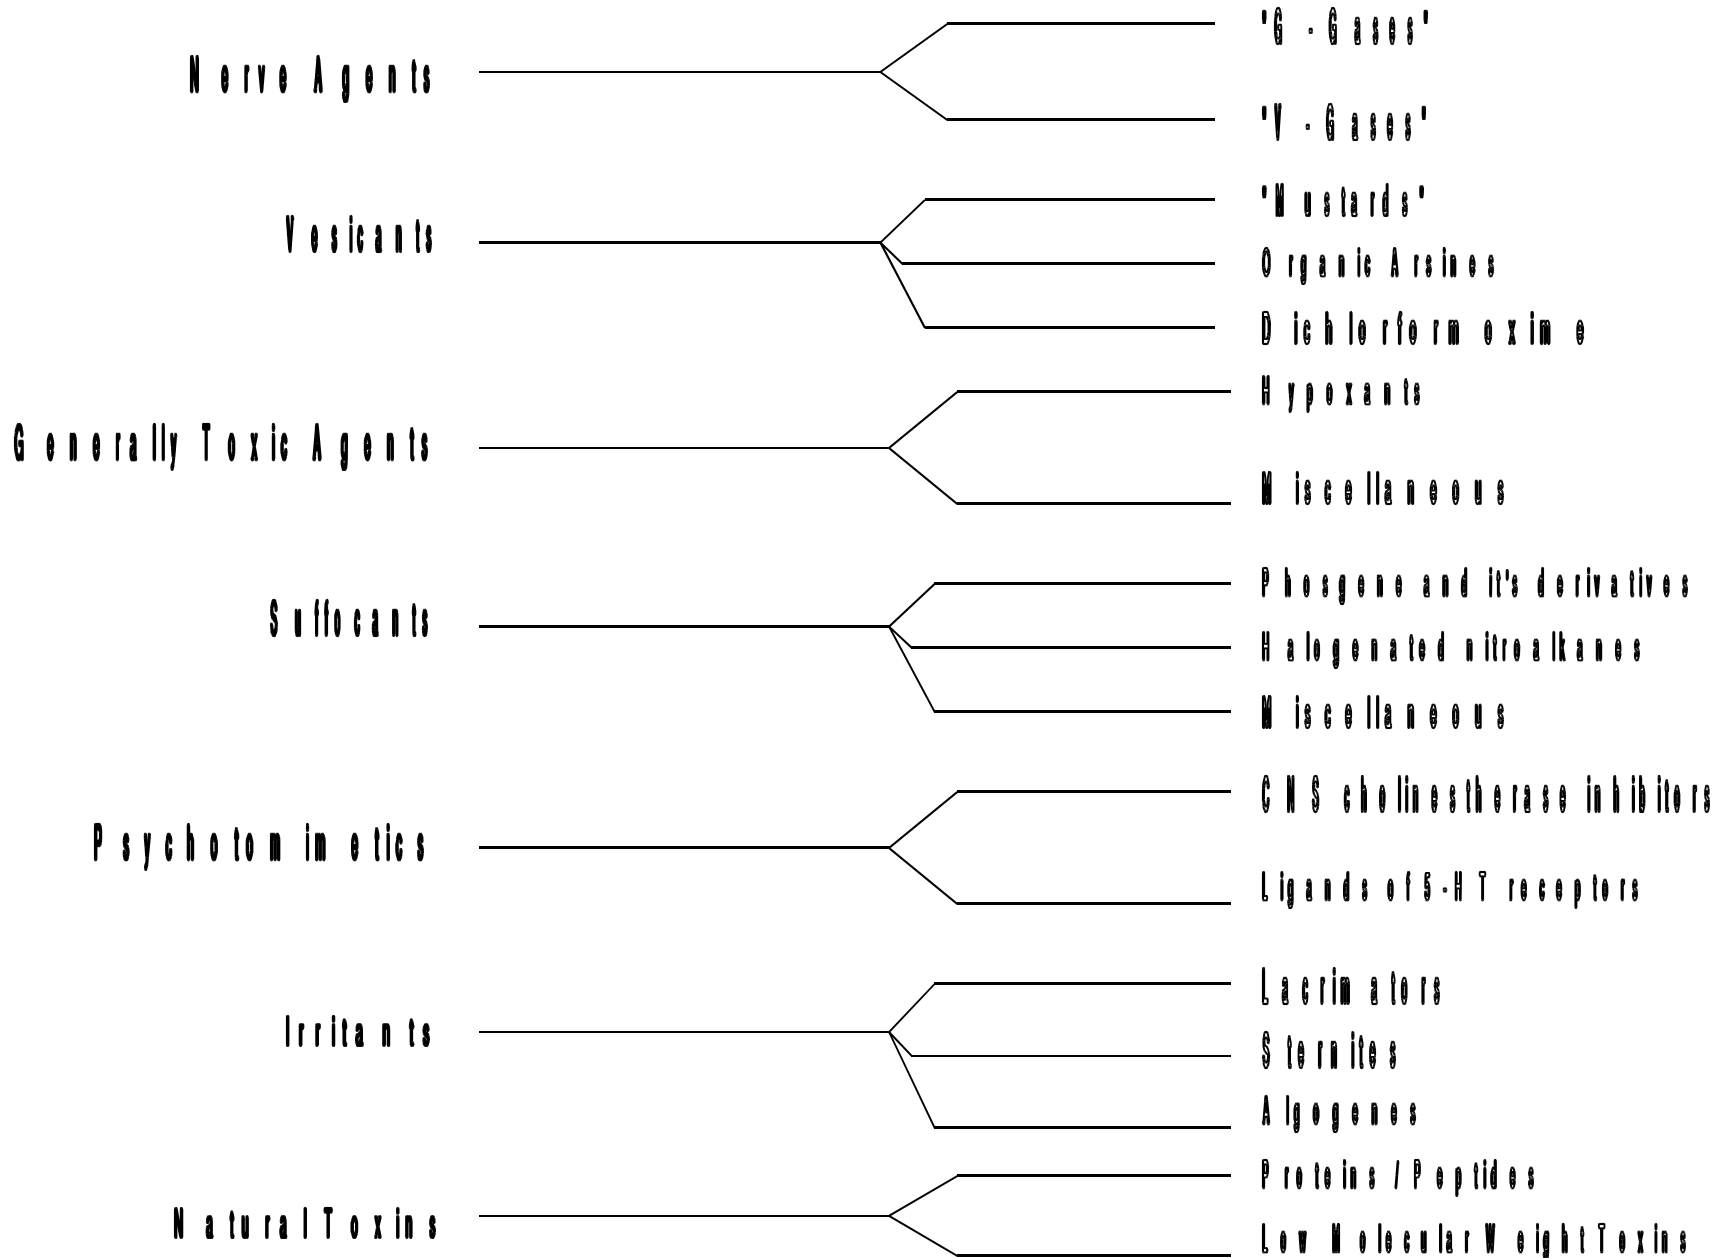 Nerve Agents
"G-Gases"
"V-Gases"
Vesicants
"Mustards"
Organic Arsines
Dichlorformoxime
Generally Toxic Agents
Hypoxants
Miscellaneous
Suffocants
Phosgene and it's derivatives
Halogenated nitroalkanes
Miscellaneous
Psychotomimetics
CNS cholinestherase inhibitors
Ligands of 5-HT receptors
Irritants
Lacrimators
Sternites
Algogenes
Natural Toxins
Proteins / Peptides
Low Molecular Weight Toxins